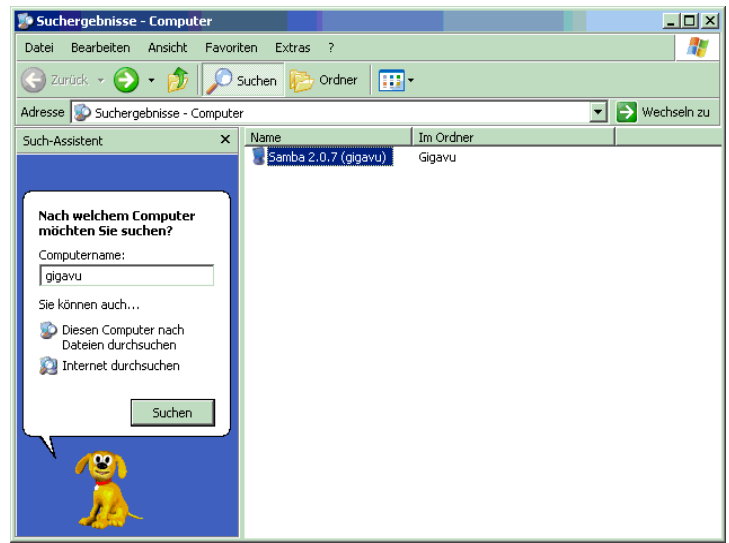 Suchergebnisse - Computer
Datei Bearbeiten Ansicht Favoriten Extras ?
Zurück Suchen Ordner
Adresse Suchergebnisse - Computer Wechseln zu
Such-Assistent
Name Im Ordner
Samba 2.0.7 (gigavu) Gigavu
Nach welchem Computer
möchten Sie suchen?
Computername:
gigavu
Sie können auch...
Diesen Computer nach
Dateien durchsuchen
Internet durchsuchen
Suchen